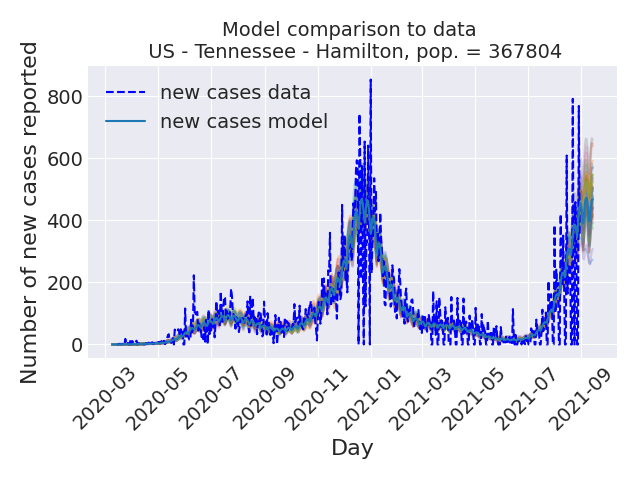 Model comparison to data
US - Tennessee - Hamilton, pop. = 367804
Number of new cases reported
800
600
400
200
0
new cases data
new cases model
2020-03
2020-05
2020-07
2020-09
2020-11
2021-01
2021-03
2021-05
2021-07
2021-09
Day